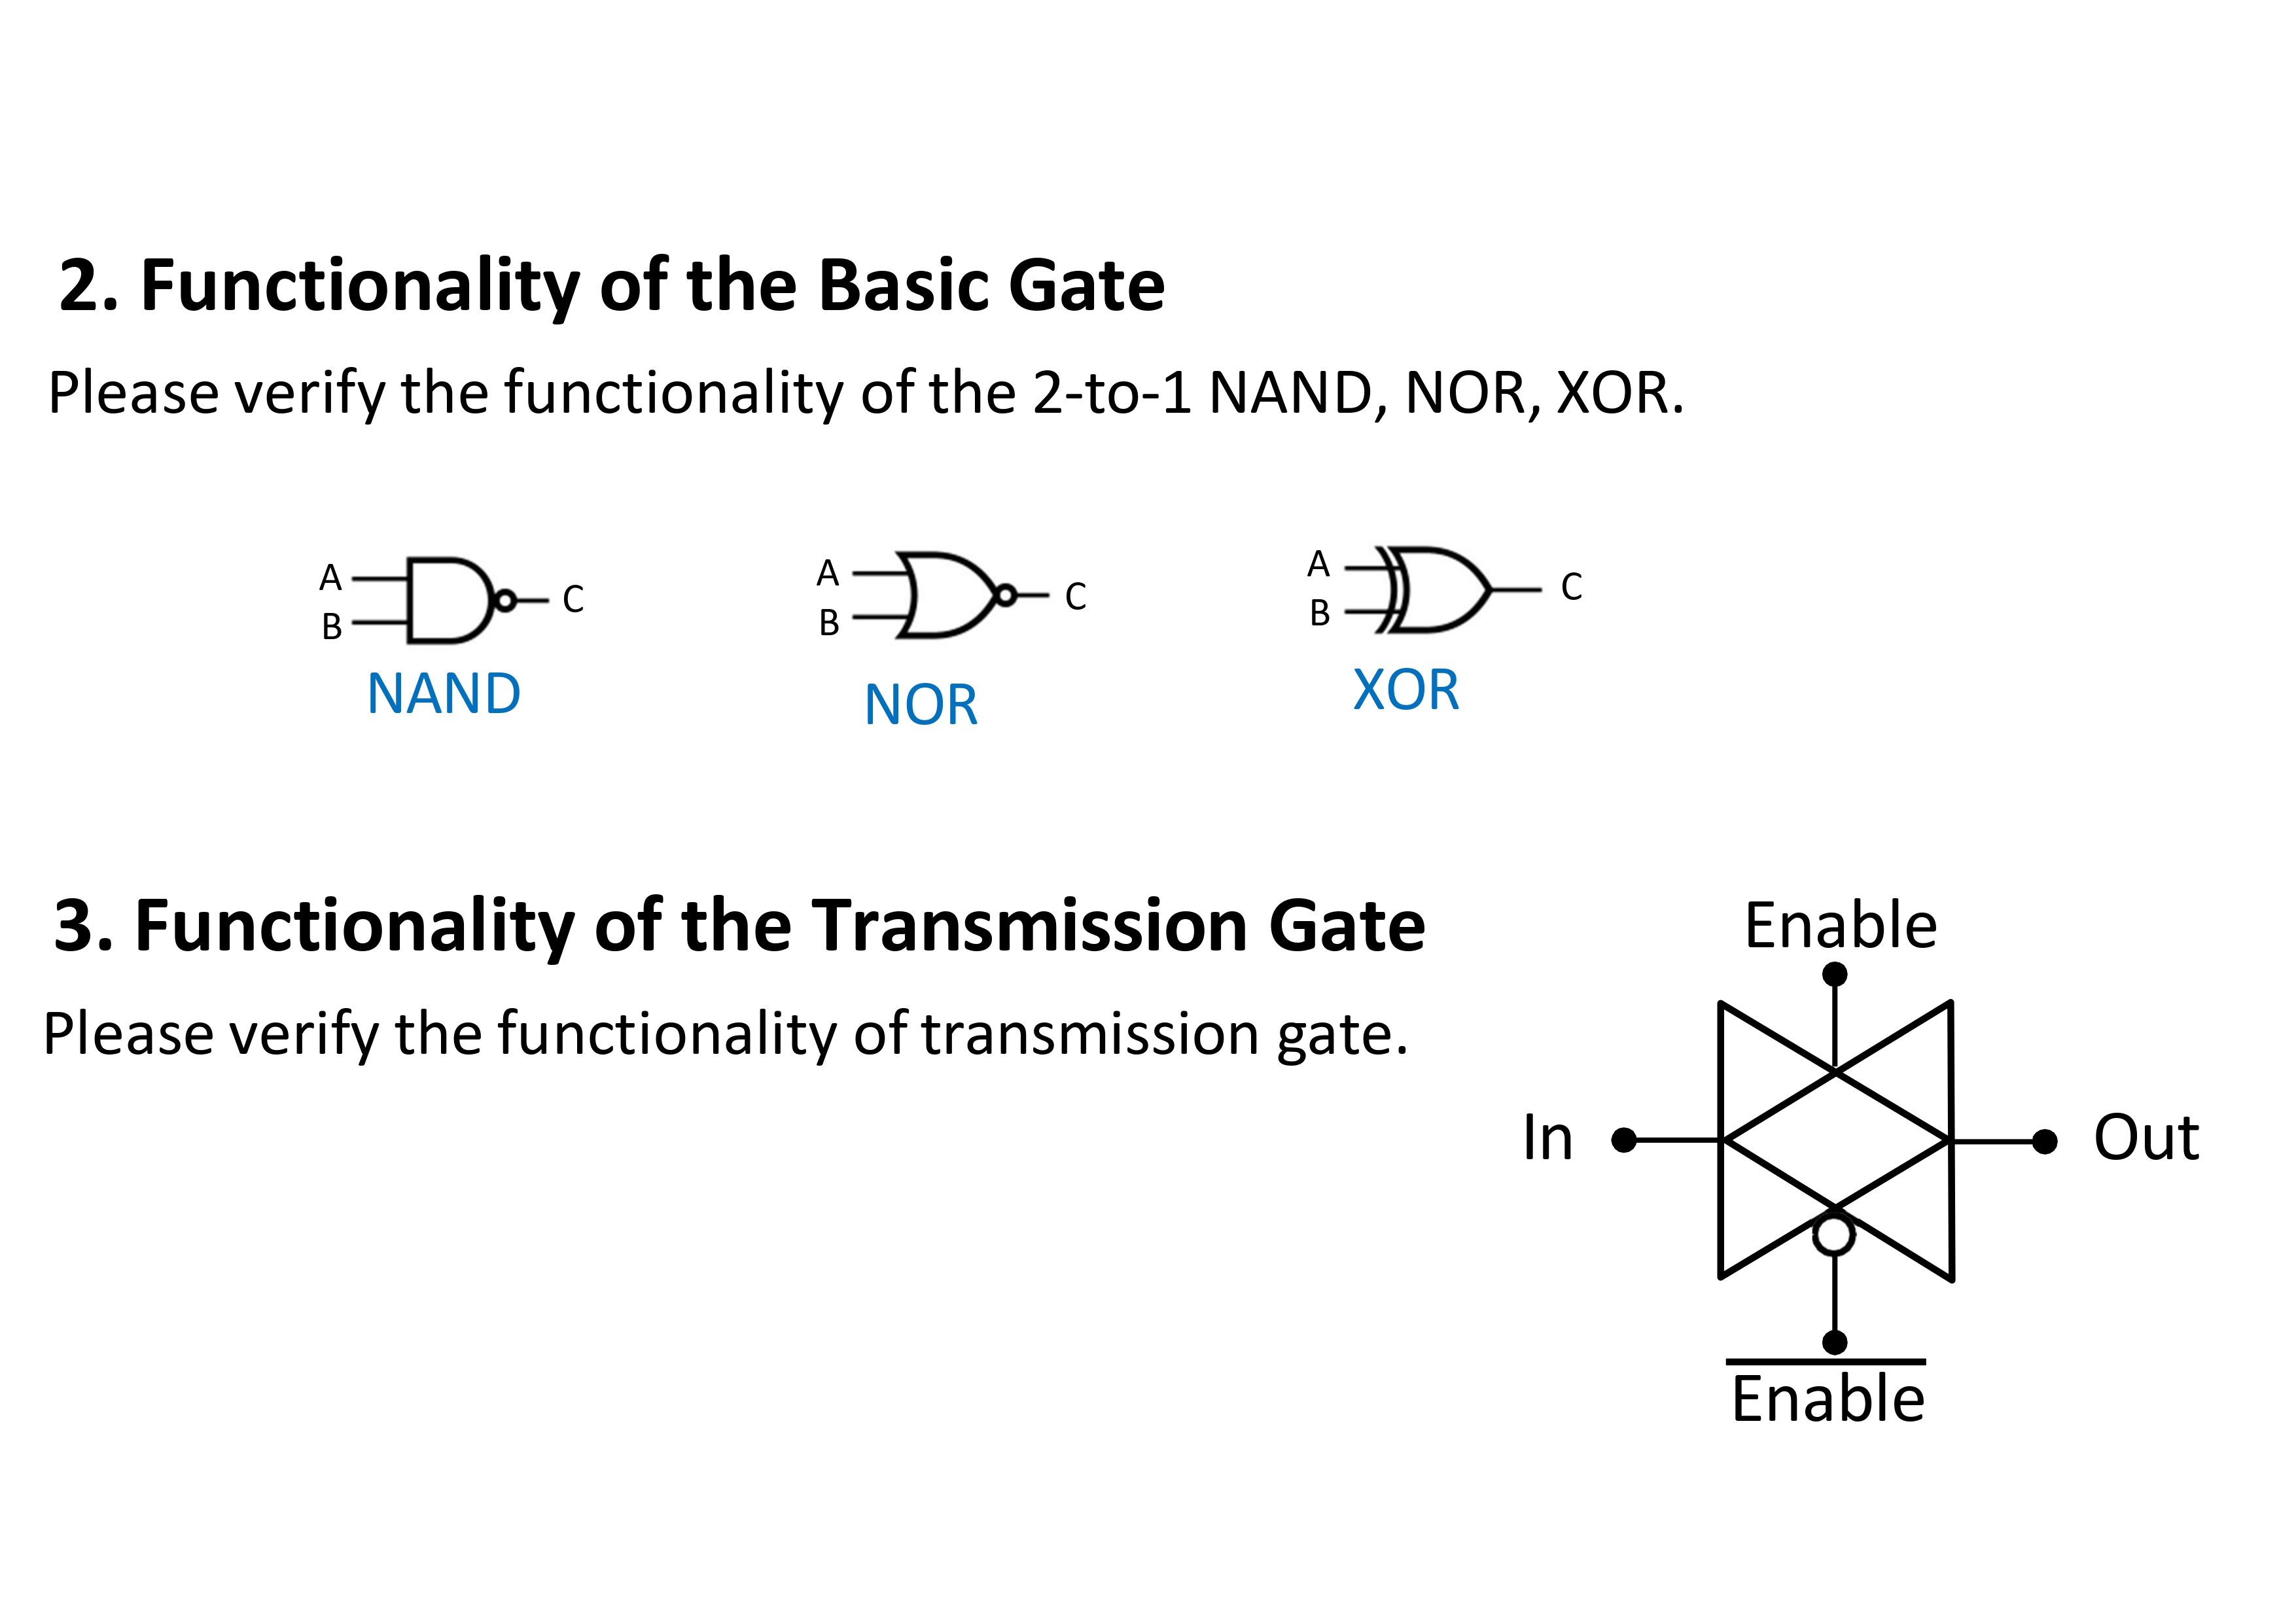 2. Functionality of the Basic Gate
Please verify the functionality of the 2-to-1 NAND, NOR, XOR.
A
B
C
NAND
A
B
C
NOR
A
B
C
XOR
3. Functionality of the Transmission Gate
Please verify the functionality of transmission gate.
Enable
In
Out
Enable